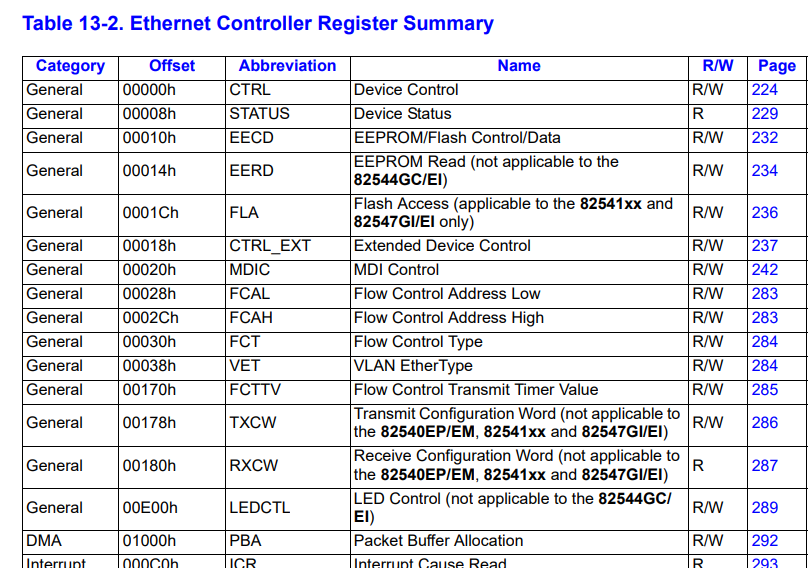 Table 13-2. Ethernet Controller Register Summary
Category Offset Abbreviation Name R/W Page
General 00000h CTRL Device Control R/W 224
General 00008h STATUS Device Status R 229
General 00010h EECD EEPROM/Flash Control/Data R/W 232
General 00014h EERD EEPROM Read (not applicable to the
82544GC/EI) R/W 234
General 0001Ch FLA Flash Access (applicable to the 82541xx and
82547GI/EI only) R/W 236
General 00018h CTRL_EXT Extended Device Control R/W 237
General 00020h MDIC MDI Control R/W 242
General 00028h FCAL Flow Control Address Low R/W 283
General 0002Ch FCAH Flow Control Address High R/W 283
General 00030h FCT Flow Control Type R/W 284
General 00038h VET VLAN EtherType R/W 284
General 00170h FCTTV Flow Control Transmit Timer Value R/W 285
General 00178h TXCW Transmit Configuration Word (not applicable to
the 82540EP/EM, 82541xx and 82547GI/EI) R/W 286
General 00180h RXCW Receive Configuration Word (not applicable to
the 82540EP/EM, 82541xx and 82547GI/EI) R 287
General 00E00h LEDCTL LED Control (not applicable to the 82544GC/
EI) R/W 289
DMA 01000h PBA Packet Buffer Allocation R/W 292
Interrupt 000C0h ICR Interrupt Cause Read R 293